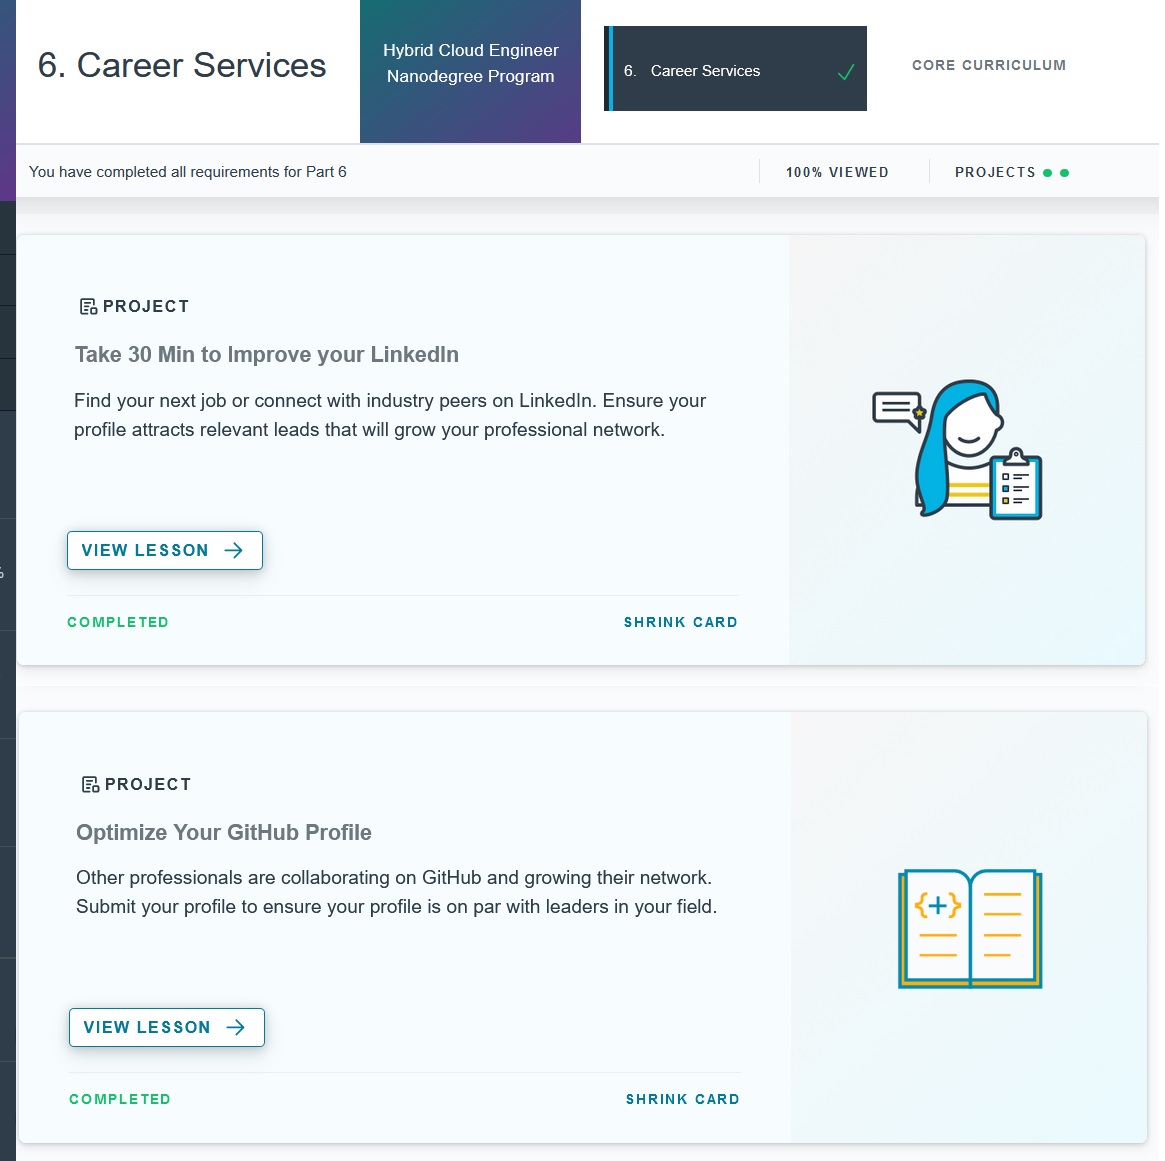 6. Career Services
Hybrid Cloud Engineer
Nanodegree Program
6. Career Services
CORE CURRICULUM
You have completed all requirements for Part 6
100% VIEWED
PROJECTS
PROJECT
Take 30 Min to Improve your LinkedIn
Find your next job or connect with industry peers on LinkedIn. Ensure your
profile attracts relevant leads that will grow your professional network.
VIEW LESSON
COMPLETED
SHRINK CARD
PROJECT
Optimize Your GitHub Profile
Other professionals are collaborating on GitHub and growing their network.
Submit your profile to ensure your profile is on par with leaders in your field.
{+}
VIEW LESSON
COMPLETED
SHRINK CARD